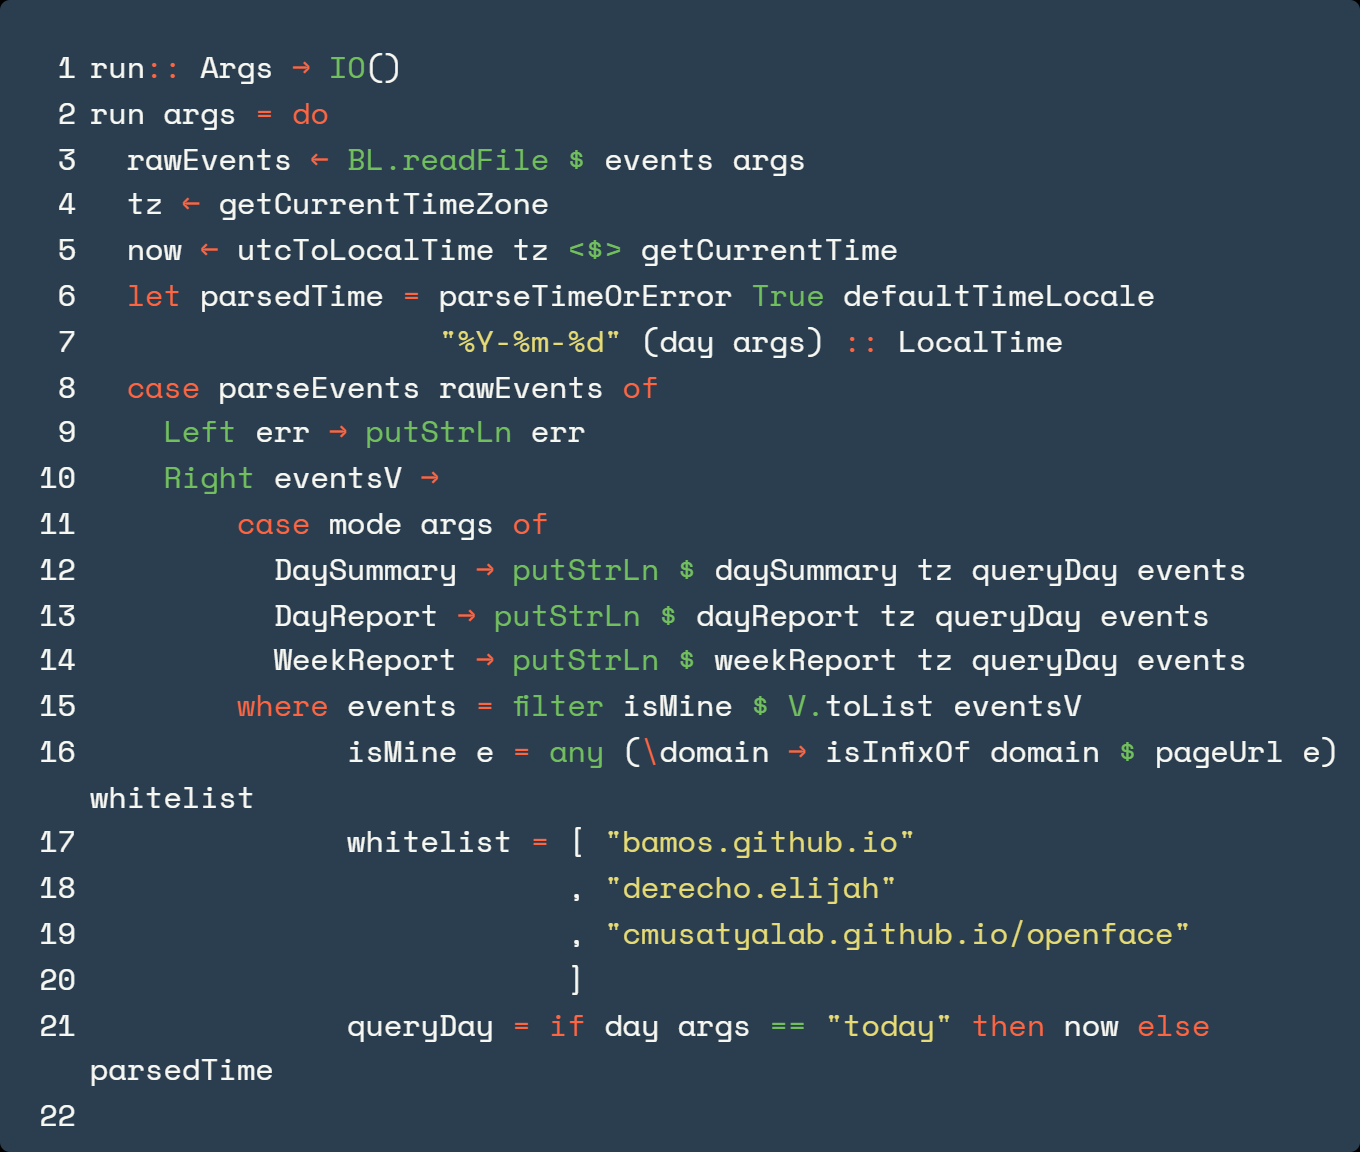 1 run:: Args → IO()
2 run args = do
3   rawEvents ← BL.readFile $ events args
4   tz ← getCurrentTimeZone
5   now ← utcToLocalTime tz <$> getCurrentTime
6   let parsedTime = parseTimeOrError True defaultTimeLocale
7                    "%Y-%m-%d" (day args) :: LocalTime
8   case parseEvents rawEvents of
9     Left err → putStrLn err
10     Right eventsV →
11         case mode args of
12           DaySummary → putStrLn $ daySummary tz queryDay events
13           DayReport → putStrLn $ dayReport tz queryDay events
14           WeekReport → putStrLn $ weekReport tz queryDay events
15         where events = filter isMine $ V.toList eventsV
16               isMine e = any (\domain → isInfixOf domain $ pageUrl e)
whitelist
17               whitelist = [ "bamos.github.io"
18                           , "derecho.elijah"
19                           , "cmusatyalab.github.io/openface"
20                           ]
21               queryDay = if day args == "today" then now else
parsedTime
22